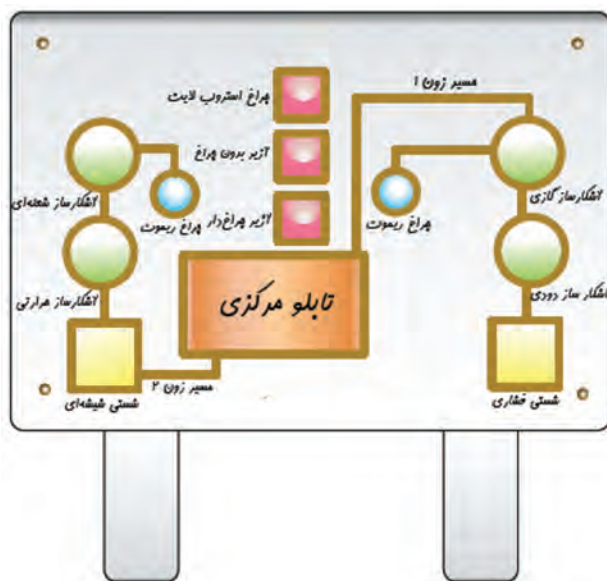 مسیر زون ۱
چراغ استروب لایت
آژیر بدون چراغ
آشکارساز گازی
آشکارساز شعله‌ای
چراغ ریموت
چراغ ریموت
آژیر چراغ‌دار
آشکار ساز دودی
آشکارساز حرارتی
تابلو مرکزی
مسیر زون ۲
شستی فشاری
شستی شیشه‌ای